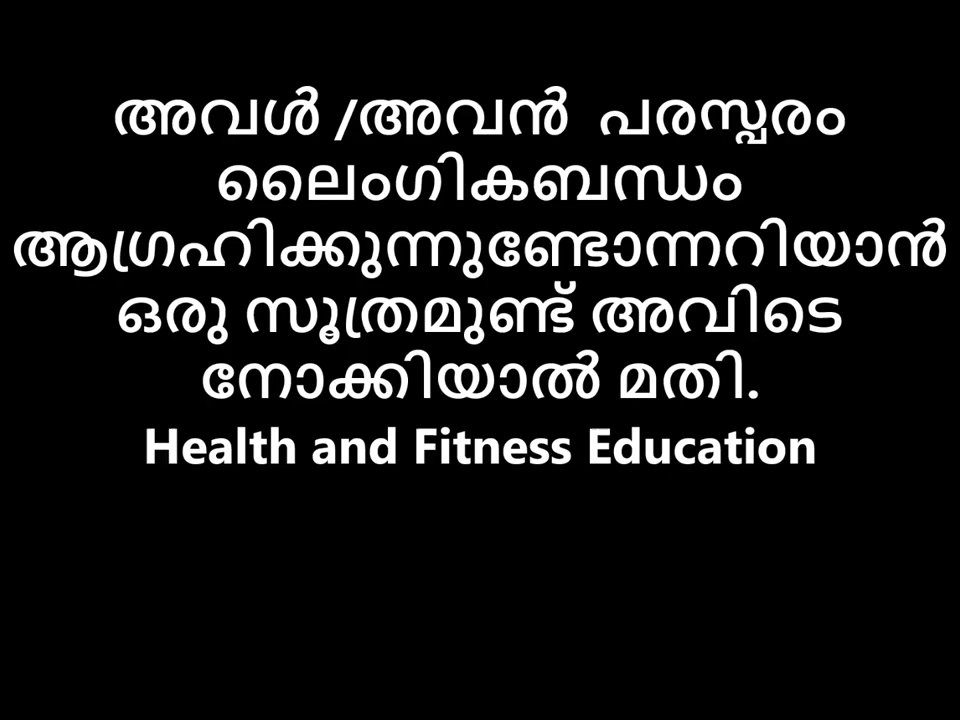 അവൾ /അവൻ പരസ്പരം
ലൈംഗികബന്ധം
ആഗ്രഹിക്കുന്നുണ്ടോന്നറിയാൻ
ഒരു സൂത്രമുണ്ട് അവിടെ
നോക്കിയാൽ മതി.
Health and Fitness Education